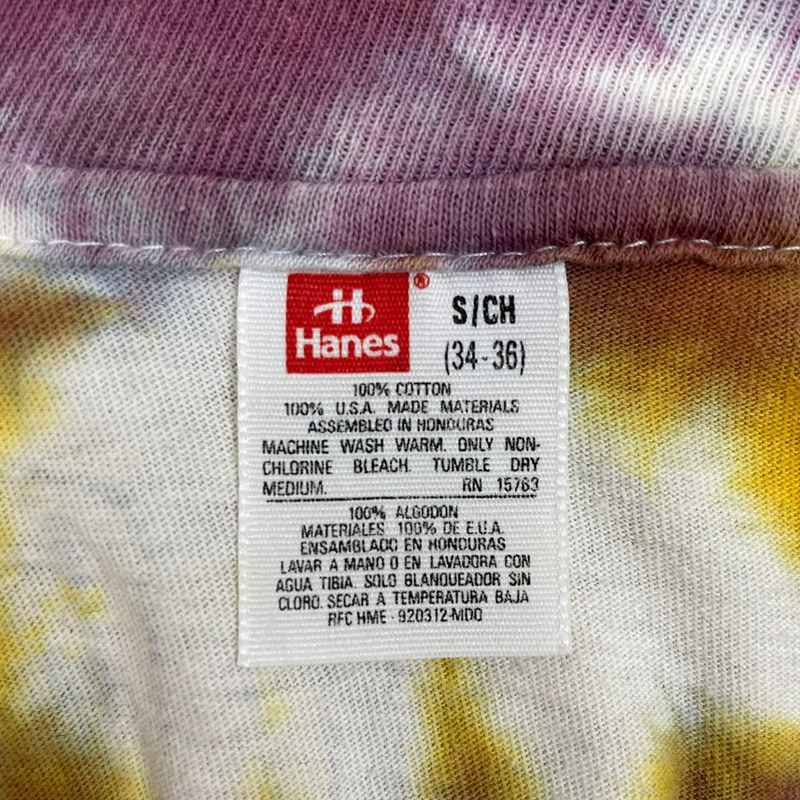 H
Hanes ®
S/CH
(34-36)
100% COTTON
100% U.S.A. MADE MATERIALS
ASSEMBLED IN HONDURAS
MACHINE WASH WARM. ONLY NON-
CHLORINE BLEACH. TUMBLE DRY
MEDIUM. RN 15763
100% ALGODON
MATERIALES 100% DE E.U.A.
ENSAMBLADO EN HONDURAS
LAVAR A MANO O EN LAVADORA CON
AGUA TIBIA. SOLO BLANQUEADOR SIN
CLORO. SECAR A TEMPERATURA BAJA
RFC HME - 920312-MDO